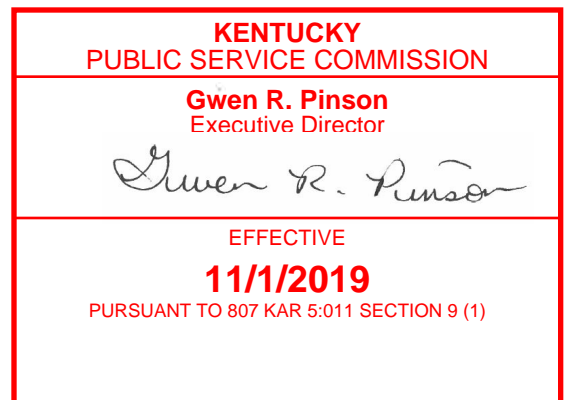 KENTUCKY
PUBLIC SERVICE COMMISSION
Gwen R. Pinson
Executive Director
Gwen R. Pinson
EFFECTIVE
11/1/2019
PURSUANT TO 807 KAR 5:011 SECTION 9 (1)